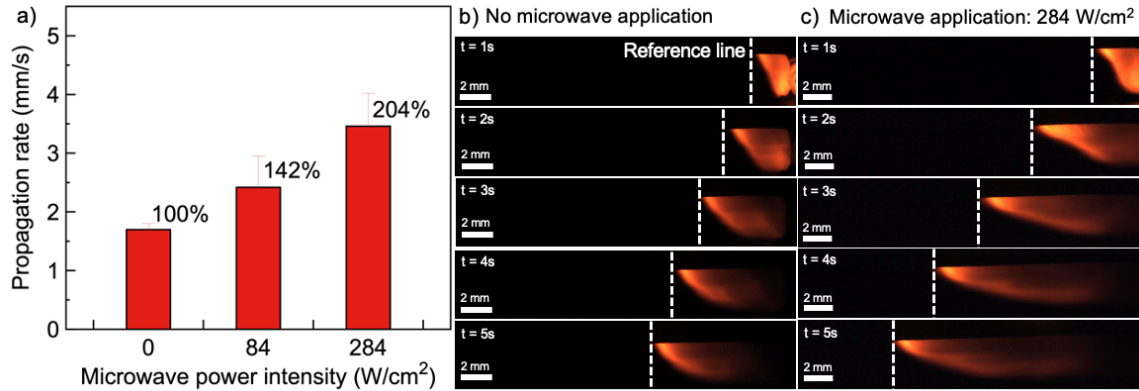 a)
Propagation rate (mm/s)
5
4
3
2
1
0
100%
142%
204%
0
84
284
Microwave power intensity (W/cm²)
b) No microwave application
t = 1s
Reference line
2 mm
t = 2s
2 mm
t = 3s
2 mm
t = 4s
2 mm
t = 5s
2 mm
c) Microwave application: 284 W/cm²
t = 1s
2 mm
t = 2s
2 mm
t = 3s
2 mm
t = 4s
2 mm
t = 5s
2 mm